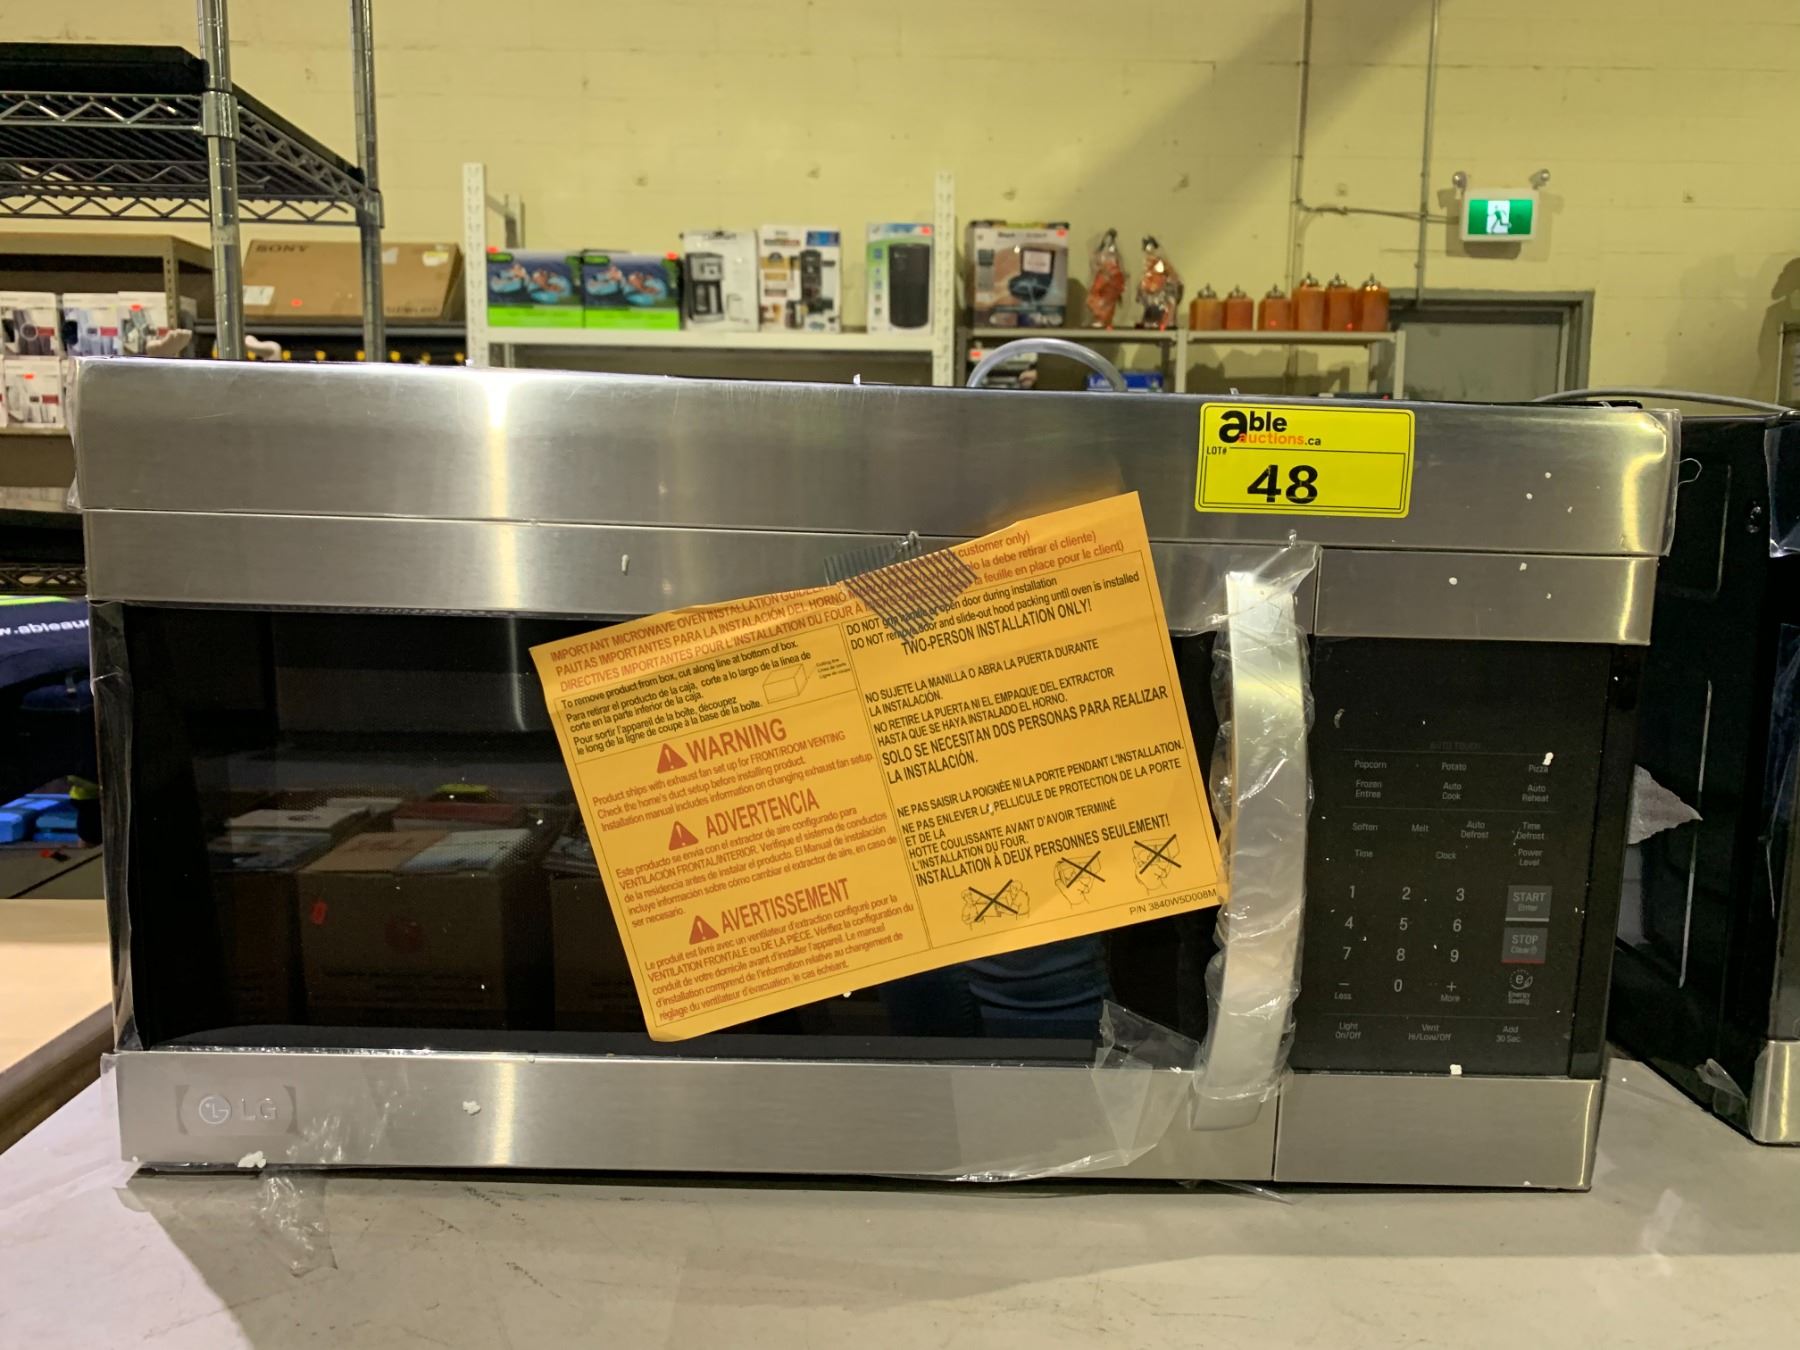 SONY
able
auctions.ca
LOT#
48
w.ableauc
IMPORTANT MICROWAVE OVEN INSTALLATION customer only)
PAUTAS IMPORTANTES PARA LA INSTALACIÓN DEL HORNO lo debe retirar el cliente)
DIRECTIVES IMPORTANTES POUR L'INSTALLATION DU FOUR À la feuille en place pour le client)
To remove product from box, cut along line at bottom of box.
Para retirar el producto de la caja, corte a lo largo de la línea de
corte en la parte inferior de la caja.
Pour sortir l'appareil de la boîte, découpez
le long de la ligne de coupe à la base de la boîte.
WARNING
Product ships with exhaust fan set up for FRONT/ROOM VENTING
Check the home's duct setup before installing product.
Installation manual includes information on changing exhaust fan setup.
ADVERTENCIA
Este producto se envía con el extractor de aire configurado para
VENTILACIÓN FRONTAL/INTERIOR. Verifique el sistema de conductos
de la residencia antes de instalar el producto. El Manual de instalación
incluye información sobre cómo cambiar el extractor de aire, en caso de
ser necesario.
AVERTISSEMENT
Le produit est livré avec un ventilateur d'extraction configuré pour la
VENTILATION FRONTALE ou DE LA PIÈCE. Vérifiez la configuration du
conduit de votre domicile avant d'installer l'appareil. Le manuel
d'installation comprend de l'information relative au changement de
réglage du ventilateur d'évacuation, le cas échéant.
DO NOT grip handle or open door during installation
DO NOT remove door and slide-out hood packing until oven is installed
TWO-PERSON INSTALLATION ONLY!
NO SUJETE LA MANILLA O ABRA LA PUERTA DURANTE
LA INSTALACIÓN.
NO RETIRE LA PUERTA NI EL EMPAQUE DEL EXTRACTOR
HASTA QUE SE HAYA INSTALADO EL HORNO.
SOLO SE NECESITAN DOS PERSONAS PARA REALIZAR
LA INSTALACIÓN.
NE PAS SAISIR LA POIGNÉE NI LA PORTE PENDANT L'INSTALLATION.
NE PAS ENLEVER LA PELLICULE DE PROTECTION DE LA PORTE
ET DE LA
HOTTE COULISSANTE AVANT D'AVOIR TERMINÉ
L'INSTALLATION DU FOUR.
INSTALLATION À DEUX PERSONNES SEULEMENT!
P/N 3840W5D008M
AUTO TOUCH
Popcorn Potato Pizza
Frozen Auto Auto
Entree Cook Reheat
Soften Melt Auto Time
Defrost Defrost
Time Clock Power
Level
1 2 3 START
Enter
4 5 6 STOP
Clear
7 8 9
Less 0 More Energy
Saving
Light Vent Add
On/Off Hi/Low/Off 30 Sec.
LG